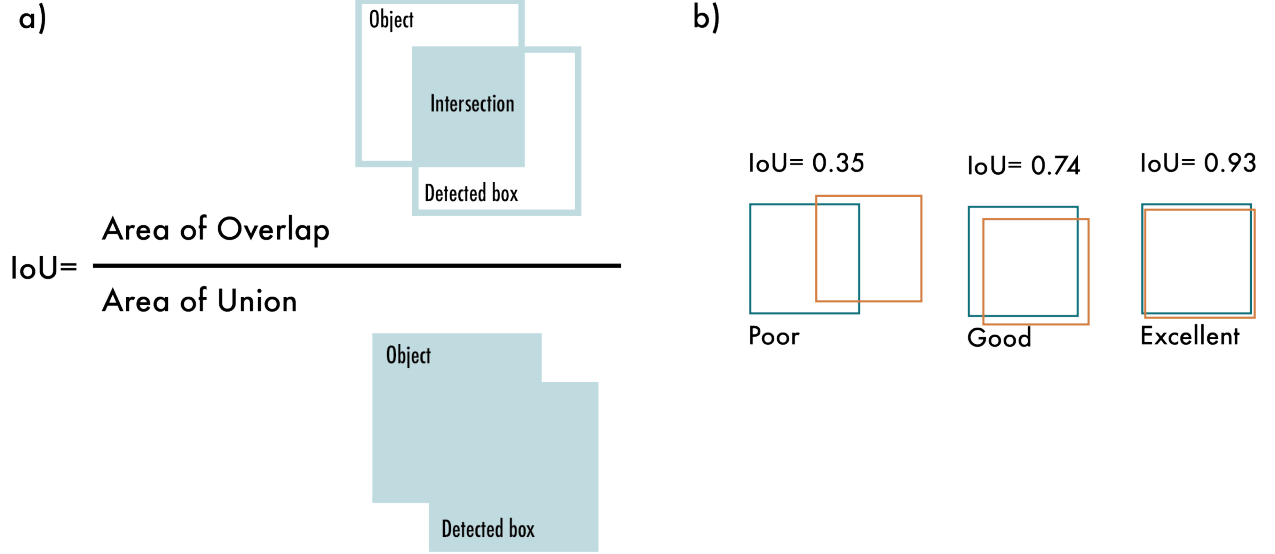 a)
Object
Intersection
Detected box
Area of Overlap
IoU=
Area of Union
Object
Detected box
b)
IoU= 0.35
IoU= 0.74
IoU= 0.93
Poor
Good
Excellent